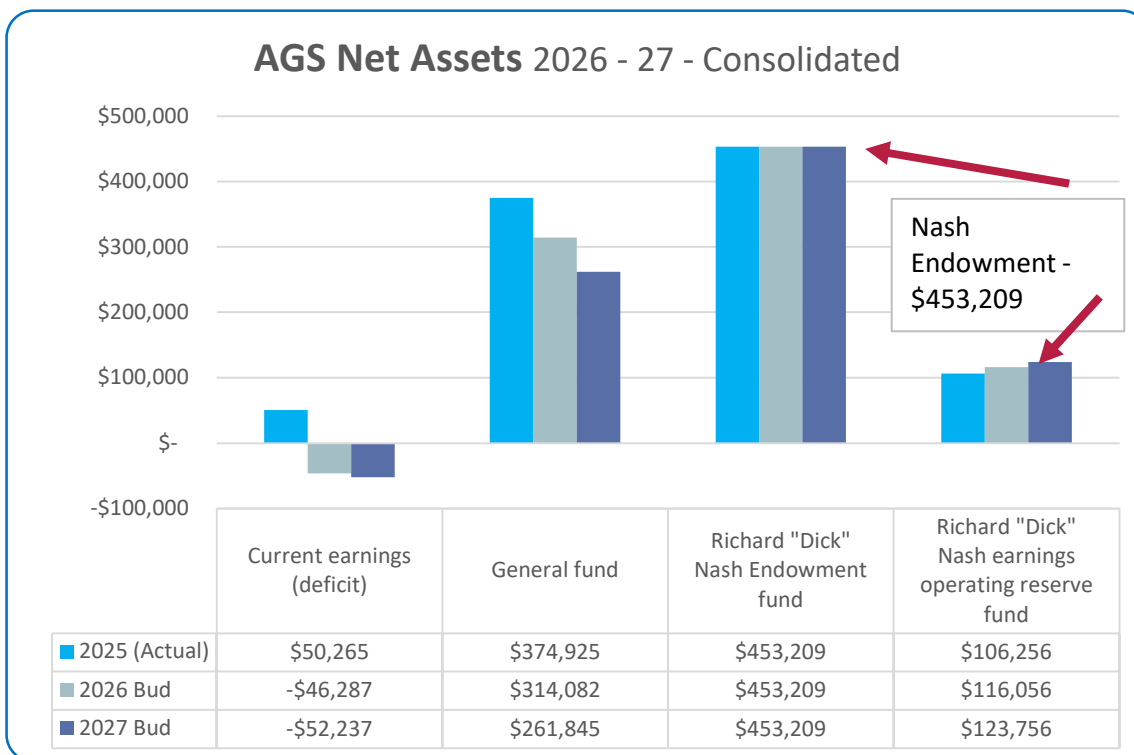 AGS Net Assets 2026 - 27 - Consolidated
$500,000
$400,000
$300,000
$200,000
$100,000
$-
-$100,000
Nash
Endowment -
$453,209
Current earnings
(deficit)
General fund
Richard "Dick"
Nash Endowment
fund
Richard "Dick"
Nash earnings
operating reserve
fund
2025 (Actual) $50,265 $374,925 $453,209 $106,256
2026 Bud -$46,287 $314,082 $453,209 $116,056
2027 Bud -$52,237 $261,845 $453,209 $123,756